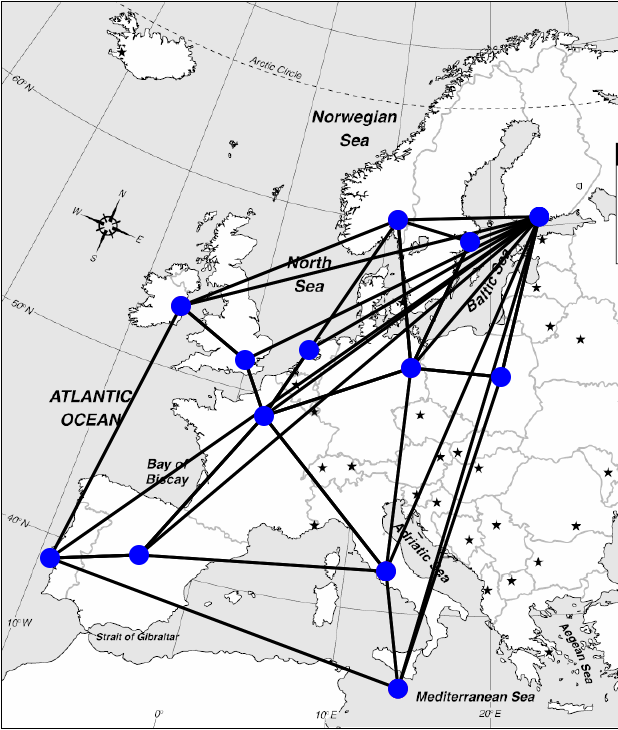 Arctic Circle
60°N
Norwegian
Sea
N
W
E
S
North
Sea
Baltic Sea
50°N
ATLANTIC
OCEAN
Bay of
Biscay
40°N
Adriatic Sea
10°W
Strait of Gibraltar
Aegean Sea
Mediterranean Sea
0°
10°E
20°E